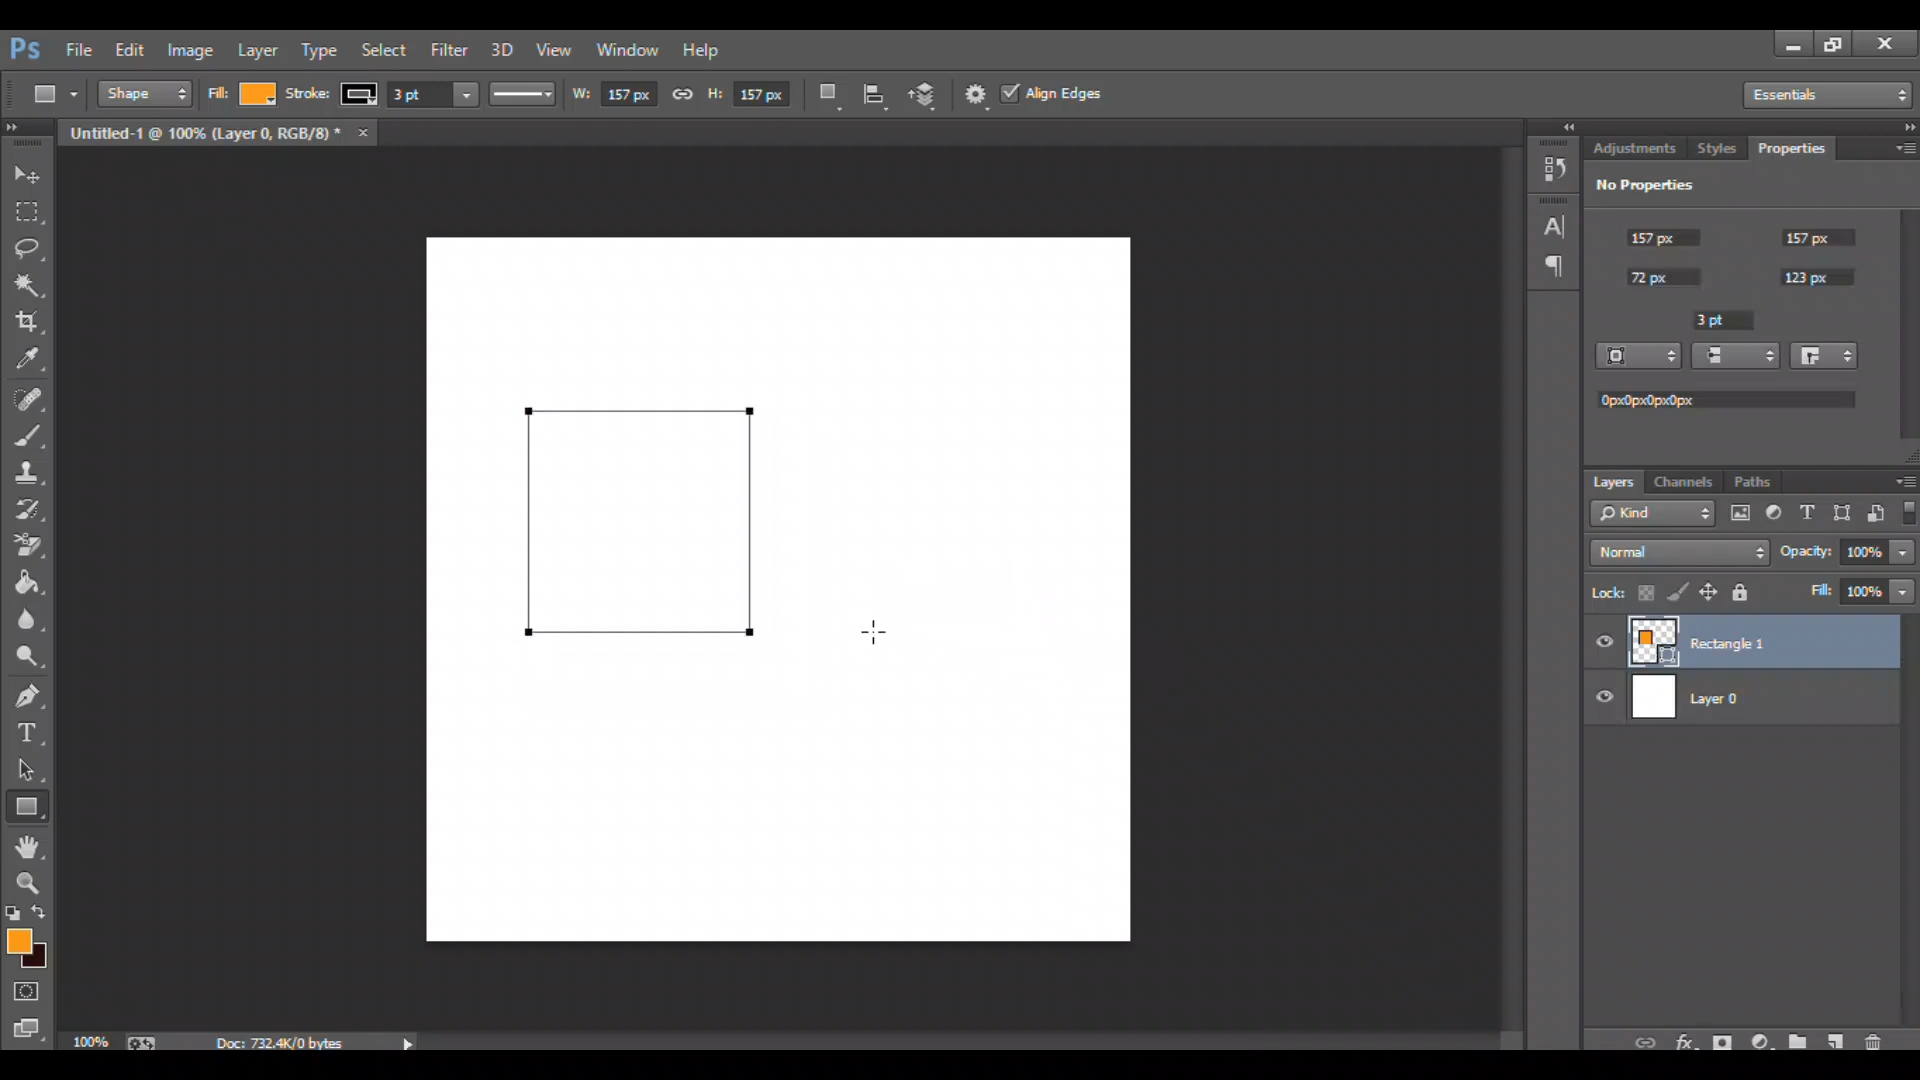 Ps File Edit Image Layer Type Select Filter 3D View Window Help
Shape Fill: Stroke: 3 pt W: 157 px H: 157 px Align Edges Essentials
Untitled-1 @ 100% (Layer 0, RGB/8) *
Adjustments Styles Properties
No Properties
157 px 157 px
72 px 123 px
3 pt
0px0px0px0px
Layers Channels Paths
Kind
Normal Opacity: 100%
Lock: Fill: 100%
Rectangle 1
Layer 0
100% Doc: 732.4K/0 bytes
fx